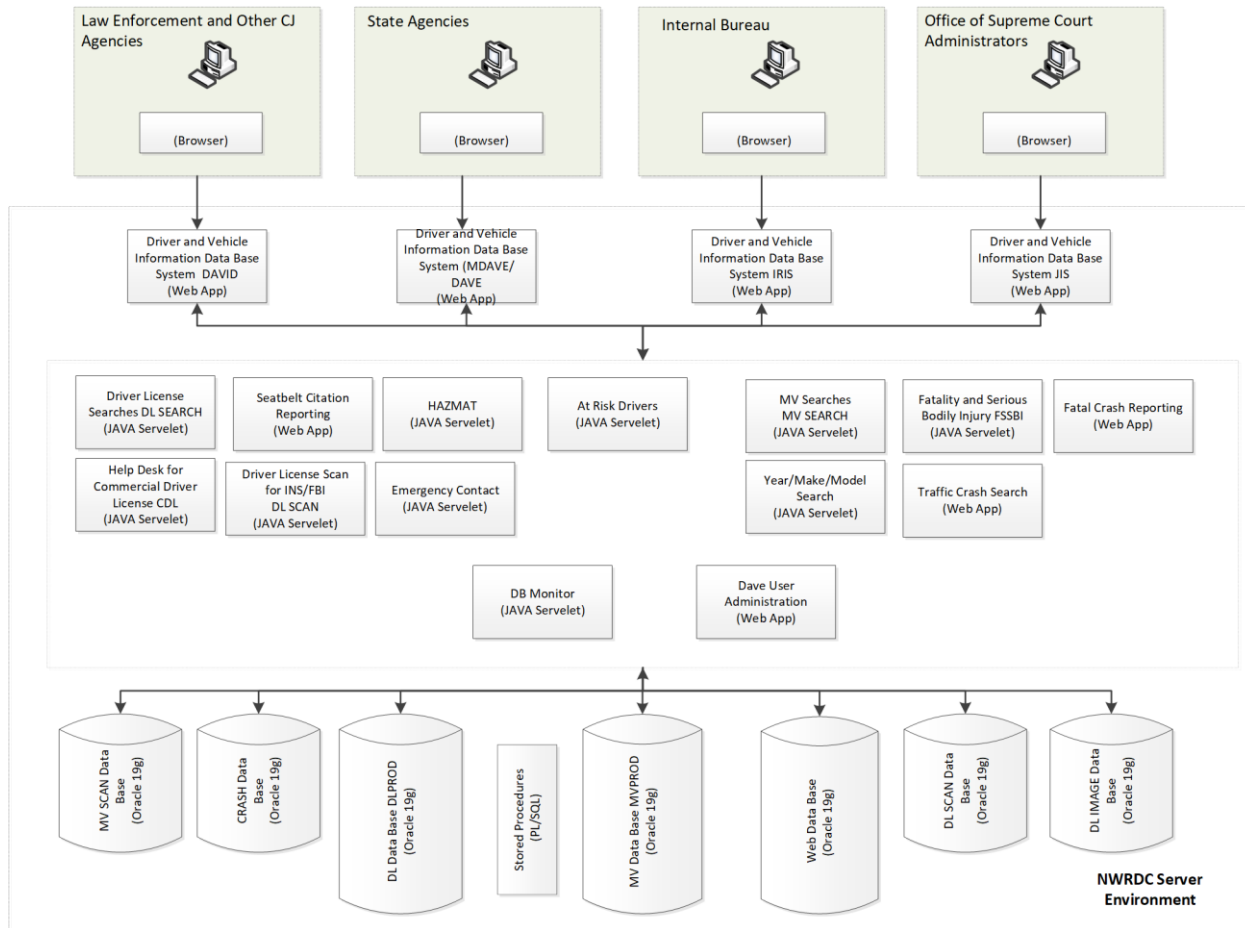 Law Enforcement and Other CJ
Agencies
(Browser)
State Agencies
(Browser)
Internal Bureau
(Browser)
Office of Supreme Court
Administrators
(Browser)
Driver and Vehicle
Information Data Base
System DAVID
(Web App)
Driver and Vehicle
Information Data Base
System (MDAVE/
DAVE
(Web App)
Driver and Vehicle
Information Data Base
System IRIS
(Web App)
Driver and Vehicle
Information Data Base
System JIS
(Web App)
Driver License
Searches DL SEARCH
(JAVA Servelet)
Seatbelt Citation
Reporting
(Web App)
HAZMAT
(JAVA Servelet)
At Risk Drivers
(JAVA Servelet)
MV Searches
MV SEARCH
(JAVA Servelet)
Fatality and Serious
Bodily Injury FSSBI
(JAVA Servelet)
Fatal Crash Reporting
(Web App)
Help Desk for
Commercial Driver
License CDL
(JAVA Servelet)
Driver License Scan
for INS/FBI
DL SCAN
(JAVA Servelet)
Emergency Contact
(JAVA Servelet)
Year/Make/Model
Search
(JAVA Servelet)
Traffic Crash Search
(Web App)
DB Monitor
(JAVA Servelet)
Dave User
Administration
(Web App)
MV SCAN Data
Base
(Oracle 19g)
CRASH Data
Base
(Oracle 19g)
DL Data Base DLPROD
(Oracle 19g)
Stored Procedures
(PL/SQL)
MV Data Base MVPROD
(Oracle 19g)
Web Data Base
(Oracle 19g)
DL SCAN Data
Base
(Oracle 19g)
DL IMAGE Data
Base
(Oracle 19g)
NWRDC Server
Environment